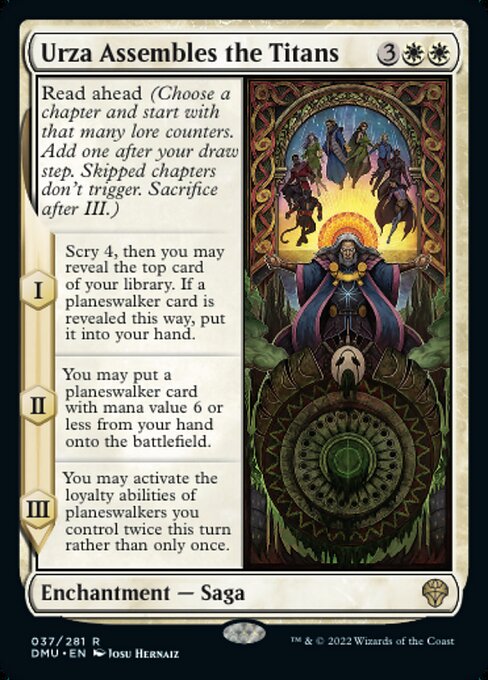 Urza Assembles the Titans 3
Read ahead (Choose a
chapter and start with
that many lore counters.
Add one after your draw
step. Skipped chapters
don't trigger. Sacrifice
after III.)
I
Scry 4, then you may
reveal the top card
of your library. If a
planeswalker card is
revealed this way, put
it into your hand.
II
You may put a
planeswalker card
with mana value 6 or
less from your hand
onto the battlefield.
III
You may activate the
loyalty abilities of
planeswalkers you
control twice this turn
rather than only once.
Enchantment — Saga
037/281 R
DMU • EN Josu Hernaiz
™ & © 2022 Wizards of the Coast